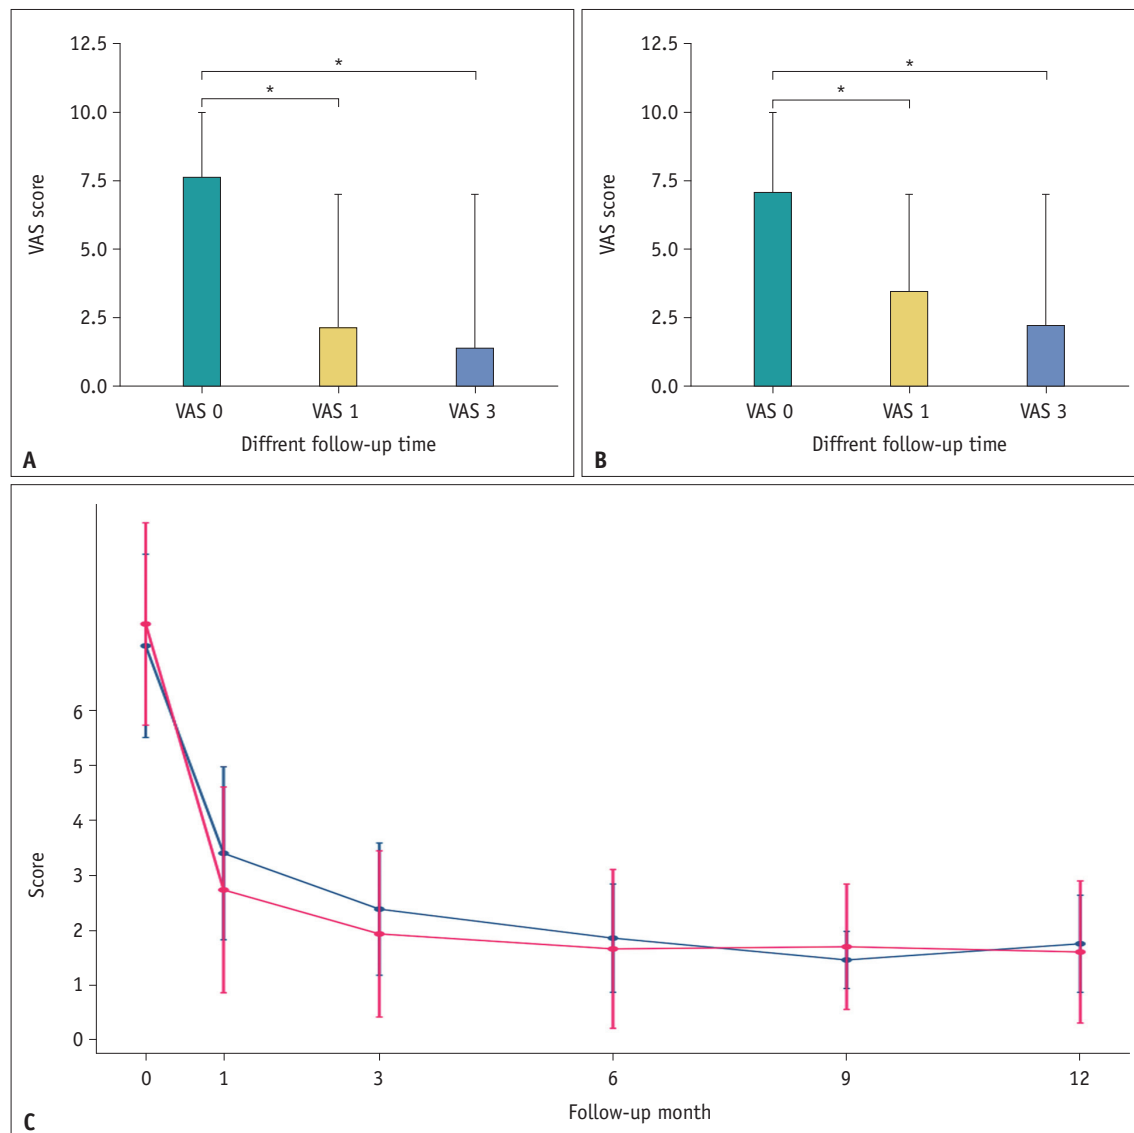 12.5
10.0
7.5
5.0
2.5
0.0
VAS score
*
*
VAS 0 VAS 1 VAS 3
Diffrent follow-up time
A
12.5
10.0
7.5
5.0
2.5
0.0
VAS score
*
*
VAS 0 VAS 1 VAS 3
Diffrent follow-up time
B
6
5
4
3
2
1
0
Score
0 1 3 6 9 12
Follow-up month
C